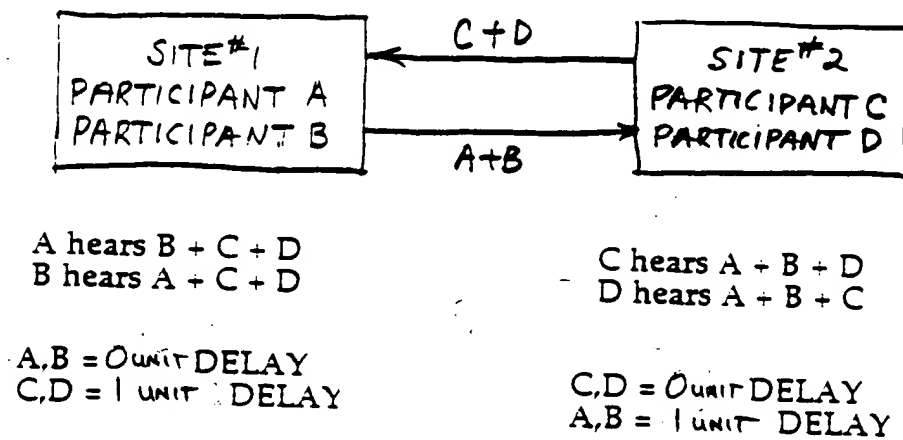 SITE #1
PARTICIPANT A
PARTICIPANT B
C+D
A+B
SITE #2
PARTICIPANT C
PARTICIPANT D
A hears B + C + D
B hears A + C + D
A,B = 0 UNIT DELAY
C,D = 1 UNIT DELAY
C hears A + B + D
D hears A + B + C
C,D = 0 UNIT DELAY
A,B = 1 UNIT DELAY